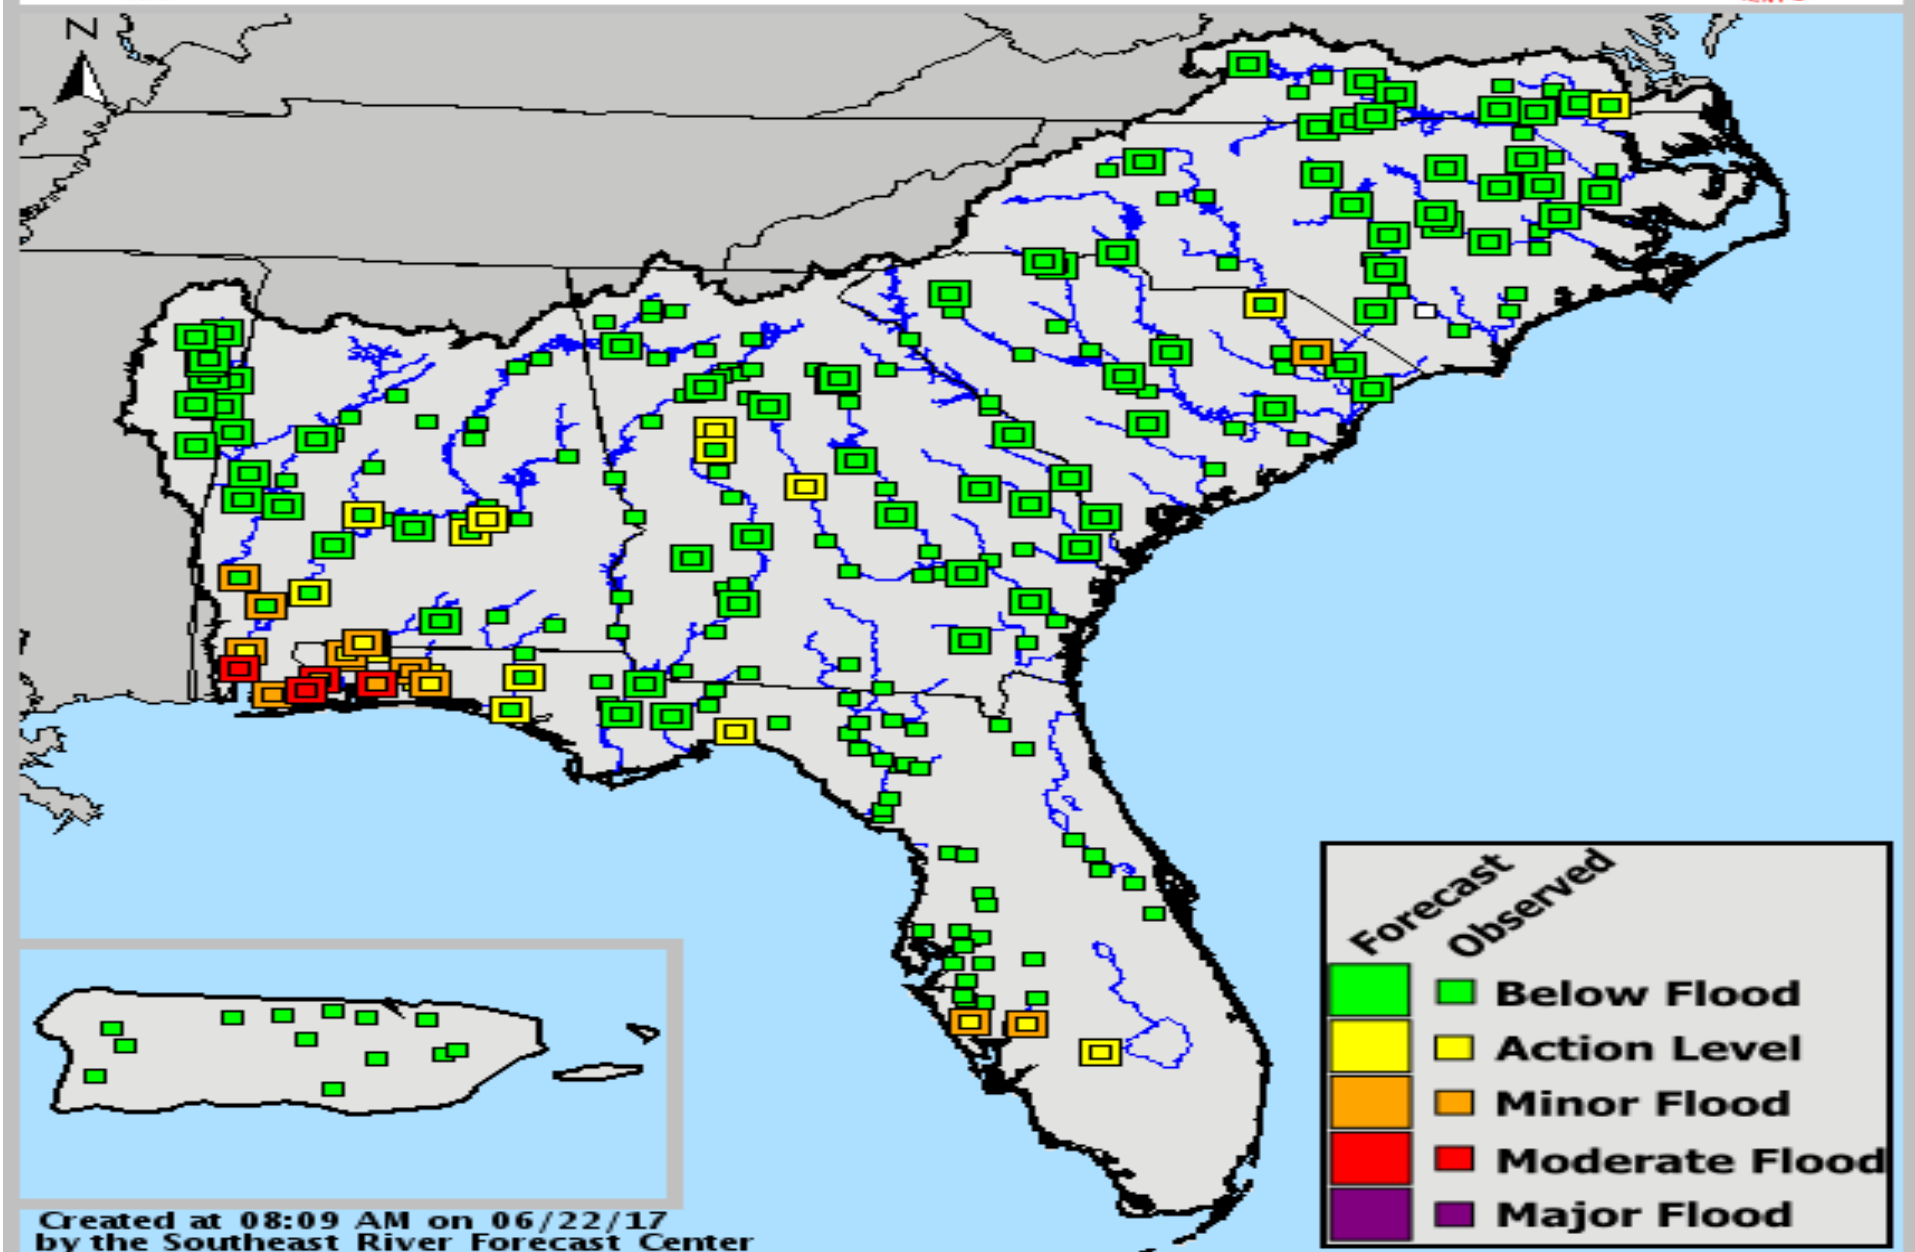 N
Forecast
Observed
Below Flood
Action Level
Minor Flood
Moderate Flood
Major Flood
Created at 08:09 AM on 06/22/17
by the Southeast River Forecast Center